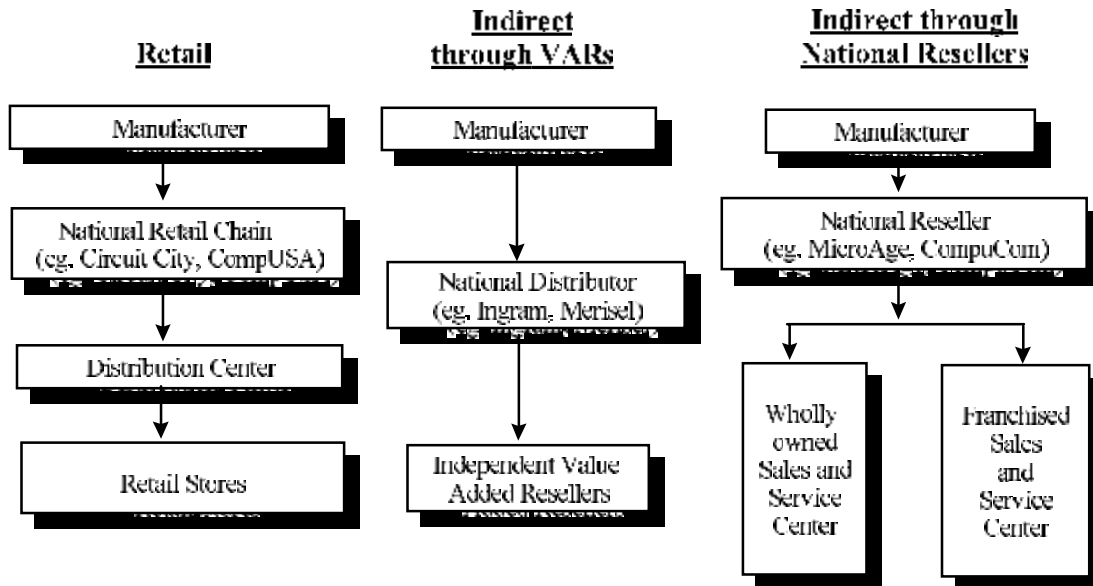 Retail
Manufacturer
National Retail Chain
(eg. Circuit City, CompUSA)
Distribution Center
Retail Stores
Indirect
through VARs
Manufacturer
National Distributor
(eg. Ingram, Merisel)
Independent Value
Added Resellers
Indirect through
National Resellers
Manufacturer
National Reseller
(eg. MicroAge, CompuCom)
Wholly
owned
Sales and
Service
Center
Franchised
Sales
and
Service
Center